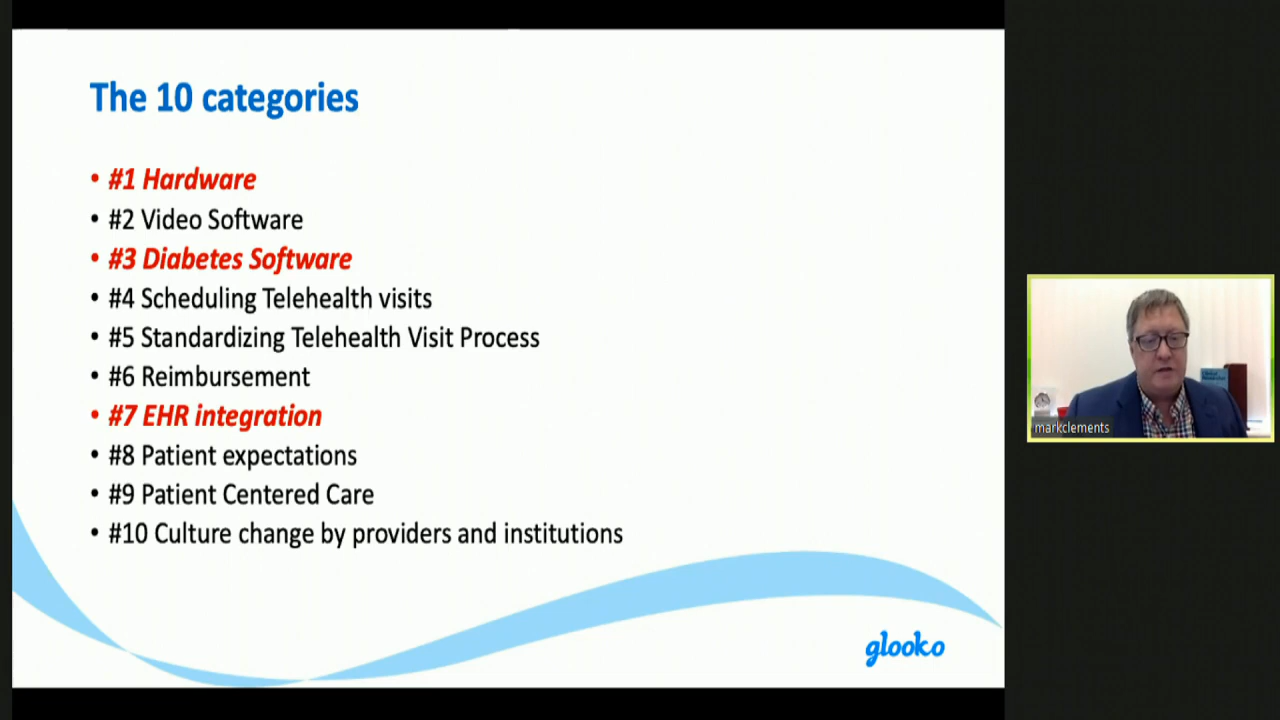 The 10 categories
• #1 Hardware
• #2 Video Software
• #3 Diabetes Software
• #4 Scheduling Telehealth visits
• #5 Standardizing Telehealth Visit Process
• #6 Reimbursement
• #7 EHR integration
• #8 Patient expectations
• #9 Patient Centered Care
• #10 Culture change by providers and institutions
glooko
markclements